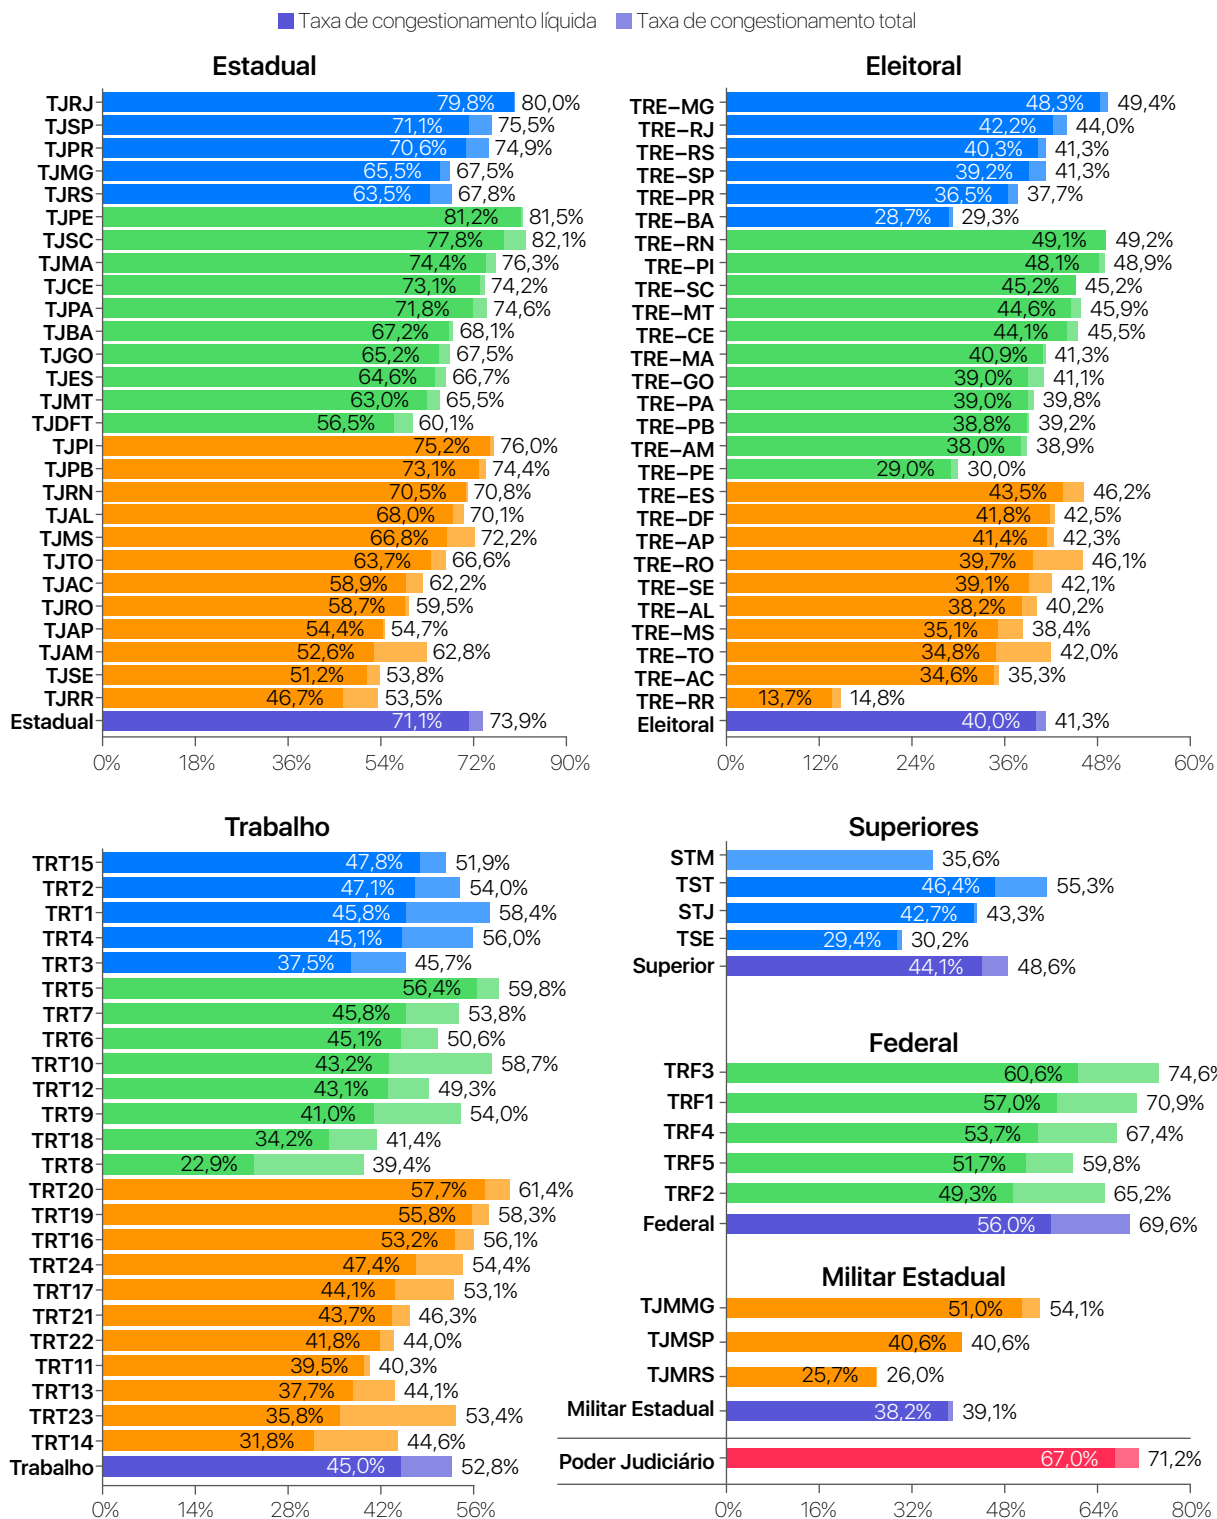 Taxa de congestionamento líquida Taxa de congestionamento total
Estadual
TJRJ 79,8% 80,0%
TJSP 71,1% 75,5%
TJPR 70,6% 74,9%
TJMG 65,5% 67,5%
TJRS 63,5% 67,8%
TJPE 81,2% 81,5%
TJSC 77,8% 82,1%
TJMA 74,4% 76,3%
TJCE 73,1% 74,2%
TJPA 71,8% 74,6%
TJBA 67,2% 68,1%
TJGO 65,2% 67,5%
TJES 64,6% 66,7%
TJMT 63,0% 65,5%
TJDFT 56,5% 60,1%
TJPI 75,2% 76,0%
TJPB 73,1% 74,4%
TJRN 70,5% 70,8%
TJAL 68,0% 70,1%
TJMS 66,8% 72,2%
TJTO 63,7% 66,6%
TJAC 58,9% 62,2%
TJRO 58,7% 59,5%
TJAP 54,4% 54,7%
TJAM 52,6% 62,8%
TJSE 51,2% 53,8%
TJRR 46,7% 53,5%
Estadual 71,1% 73,9%
0% 18% 36% 54% 72% 90%
Eleitoral
TRE–MG 48,3% 49,4%
TRE–RJ 42,2% 44,0%
TRE–RS 40,3% 41,3%
TRE–SP 39,2% 41,3%
TRE–PR 36,5% 37,7%
TRE–BA 28,7% 29,3%
TRE–RN 49,1% 49,2%
TRE–PI 48,1% 48,9%
TRE–SC 45,2% 45,2%
TRE–MT 44,6% 45,9%
TRE–CE 44,1% 45,5%
TRE–MA 40,9% 41,3%
TRE–GO 39,0% 41,1%
TRE–PA 39,0% 39,8%
TRE–PB 38,8% 39,2%
TRE–AM 38,0% 38,9%
TRE–PE 29,0% 30,0%
TRE–ES 43,5% 46,2%
TRE–DF 41,8% 42,5%
TRE–AP 41,4% 42,3%
TRE–RO 39,7% 46,1%
TRE–SE 39,1% 42,1%
TRE–AL 38,2% 40,2%
TRE–MS 35,1% 38,4%
TRE–TO 34,8% 42,0%
TRE–AC 34,6% 35,3%
TRE–RR 13,7% 14,8%
Eleitoral 40,0% 41,3%
0% 12% 24% 36% 48% 60%
Trabalho
TRT15 47,8% 51,9%
TRT2 47,1% 54,0%
TRT1 45,8% 58,4%
TRT4 45,1% 56,0%
TRT3 37,5% 45,7%
TRT5 56,4% 59,8%
TRT7 45,8% 53,8%
TRT6 45,1% 50,6%
TRT10 43,2% 58,7%
TRT12 43,1% 49,3%
TRT9 41,0% 54,0%
TRT18 34,2% 41,4%
TRT8 22,9% 39,4%
TRT20 57,7% 61,4%
TRT19 55,8% 58,3%
TRT16 53,2% 56,1%
TRT24 47,4% 54,4%
TRT17 44,1% 53,1%
TRT21 43,7% 46,3%
TRT22 41,8% 44,0%
TRT11 39,5% 40,3%
TRT13 37,7% 44,1%
TRT23 35,8% 53,4%
TRT14 31,8% 44,6%
Trabalho 45,0% 52,8%
0% 14% 28% 42% 56%
Superiores
STM 35,6%
TST 46,4% 55,3%
STJ 42,7% 43,3%
TSE 29,4% 30,2%
Superior 44,1% 48,6%
Federal
TRF3 60,6% 74,6%
TRF1 57,0% 70,9%
TRF4 53,7% 67,4%
TRF5 51,7% 59,8%
TRF2 49,3% 65,2%
Federal 56,0% 69,6%
Militar Estadual
TJMMG 51,0% 54,1%
TJMSP 40,6% 40,6%
TJMRS 25,7% 26,0%
Militar Estadual 38,2% 39,1%
Poder Judiciário 67,0% 71,2%
0% 16% 32% 48% 64% 80%